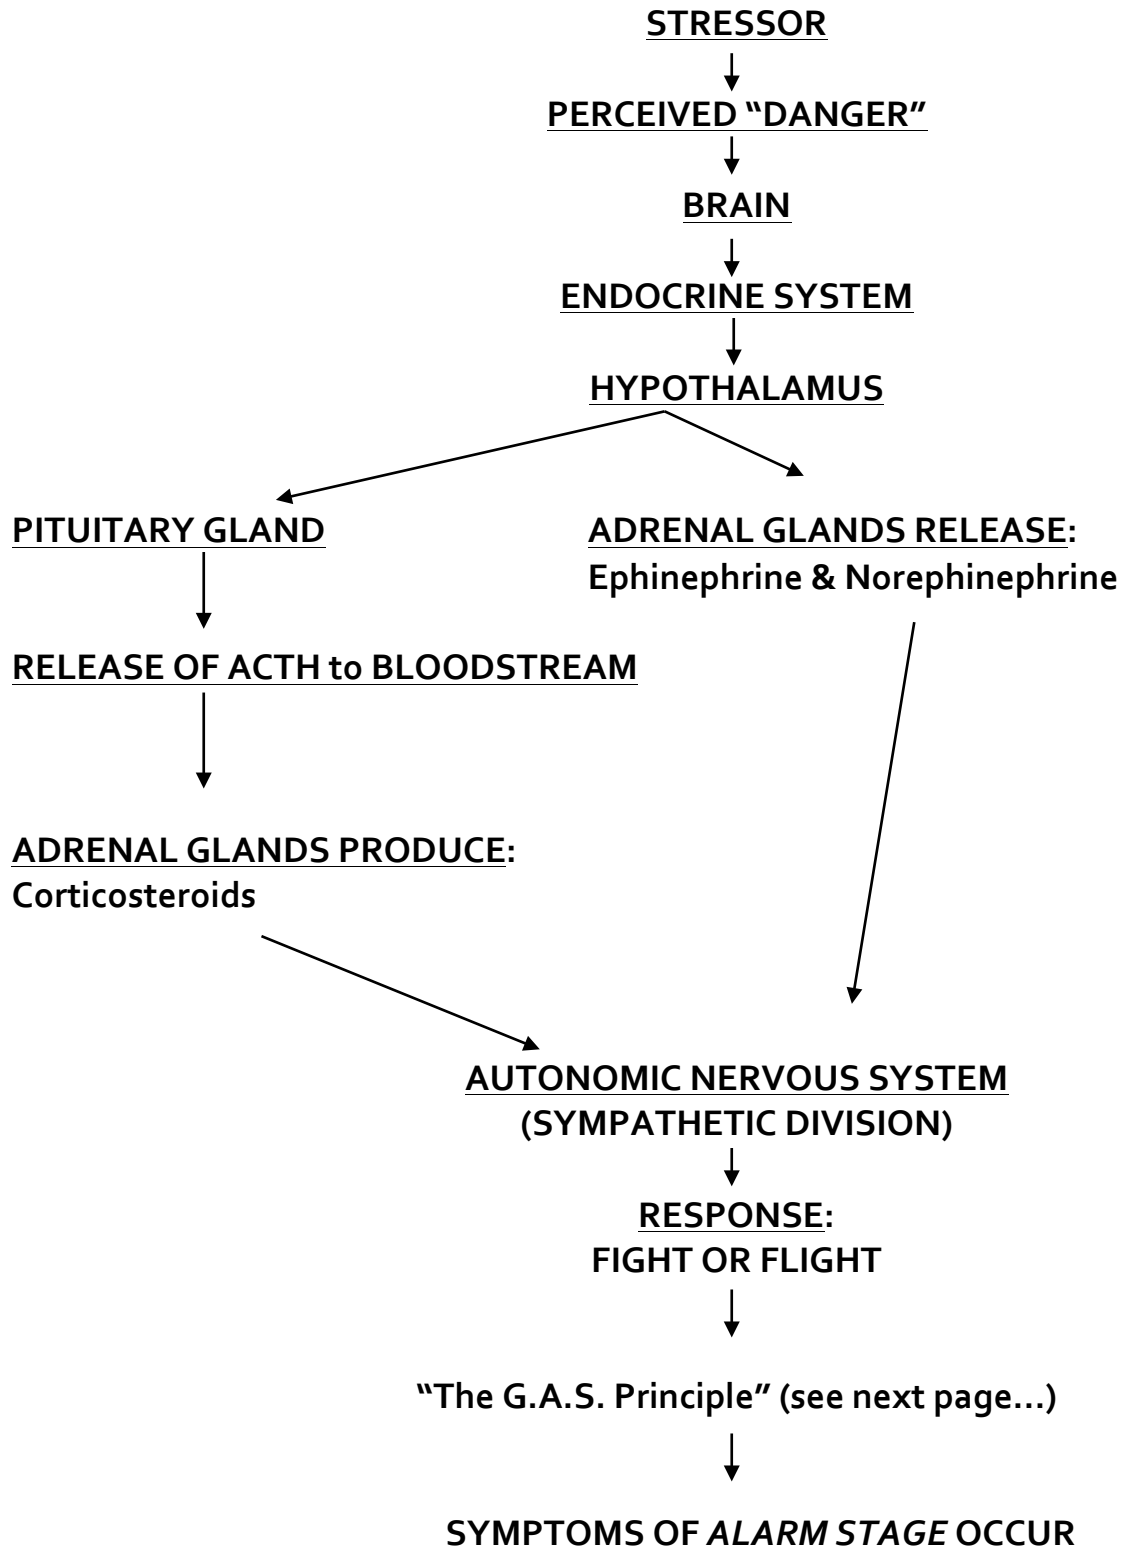 STRESSOR
PERCEIVED “DANGER”
BRAIN
ENDOCRINE SYSTEM
HYPOTHALAMUS
PITUITARY GLAND
ADRENAL GLANDS RELEASE:
Ephinephrine & Norephinephrine
RELEASE OF ACTH to BLOODSTREAM
ADRENAL GLANDS PRODUCE:
Corticosteroids
AUTONOMIC NERVOUS SYSTEM
(SYMPATHETIC DIVISION)
RESPONSE:
FIGHT OR FLIGHT
“The G.A.S. Principle” (see next page…)
SYMPTOMS OF ALARM STAGE OCCUR